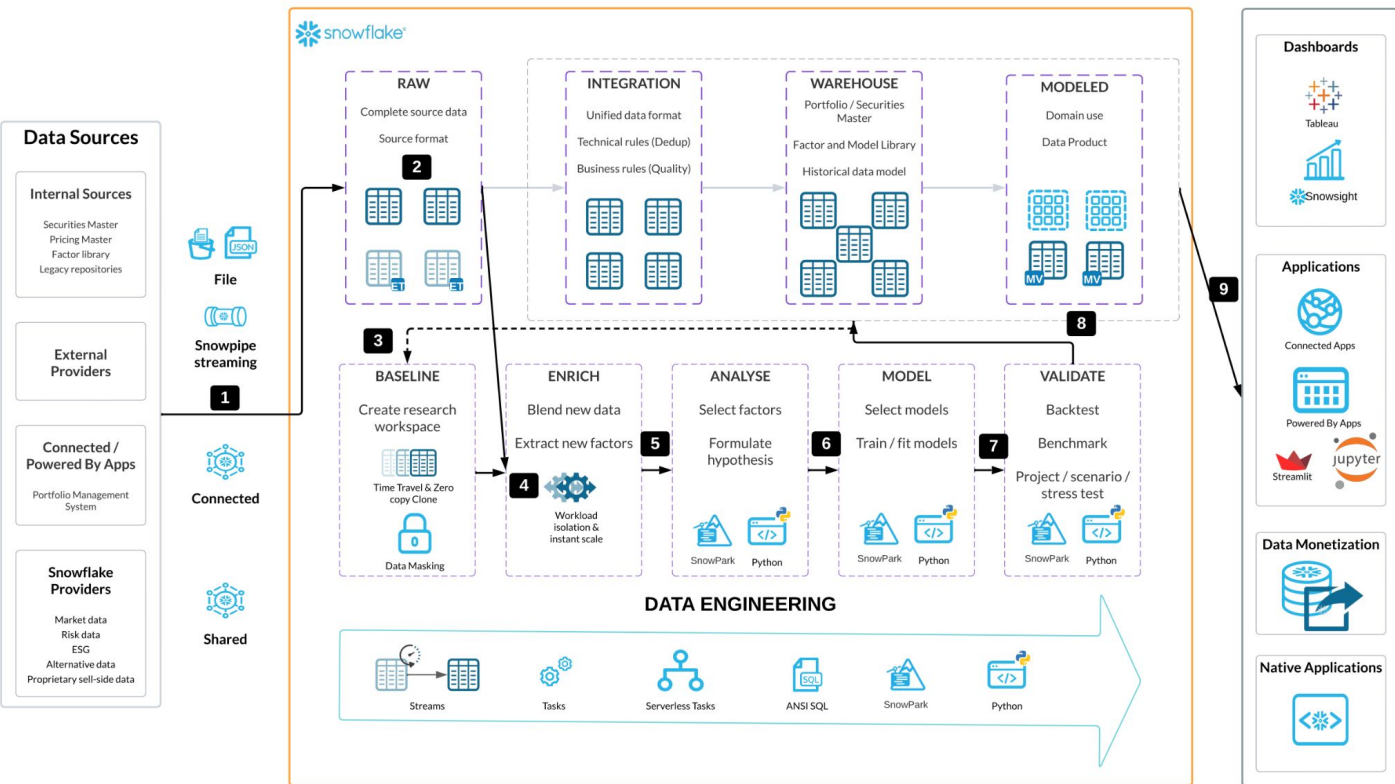 snowflake®
Data Sources
Internal Sources
Securities Master
Pricing Master
Factor library
Legacy repositories
External
Providers
Connected /
Powered By Apps
Portfolio Management
System
Snowflake
Providers
Market data
Risk data
ESG
Alternative data
Proprietary sell-side data
JSON
File
Snowpipe
streaming
1
Connected
Shared
RAW
Complete source data
Source format
2
ET
ET
INTEGRATION
Unified data format
Technical rules (Dedup)
Business rules (Quality)
WAREHOUSE
Portfolio / Securities
Master
Factor and Model Library
Historical data model
MODELED
Domain use
Data Product
MV
MV
3
8
9
BASELINE
Create research
workspace
Time Travel & Zero
copy Clone
Data Masking
ENRICH
Blend new data
Extract new factors
4
Workload
isolation &
instant scale
5
ANALYSE
Select factors
Formulate
hypothesis
SnowPark
Python
6
MODEL
Select models
Train / fit models
SnowPark
Python
7
VALIDATE
Backtest
Benchmark
Project / scenario /
stress test
SnowPark
Python
DATA ENGINEERING
Streams
Tasks
Serverless Tasks
SQL
ANSI SQL
SnowPark
Python
Dashboards
Tableau
Snowsight
Applications
Connected Apps
Powered By Apps
Streamlit
jupyter
Data Monetization
Native Applications